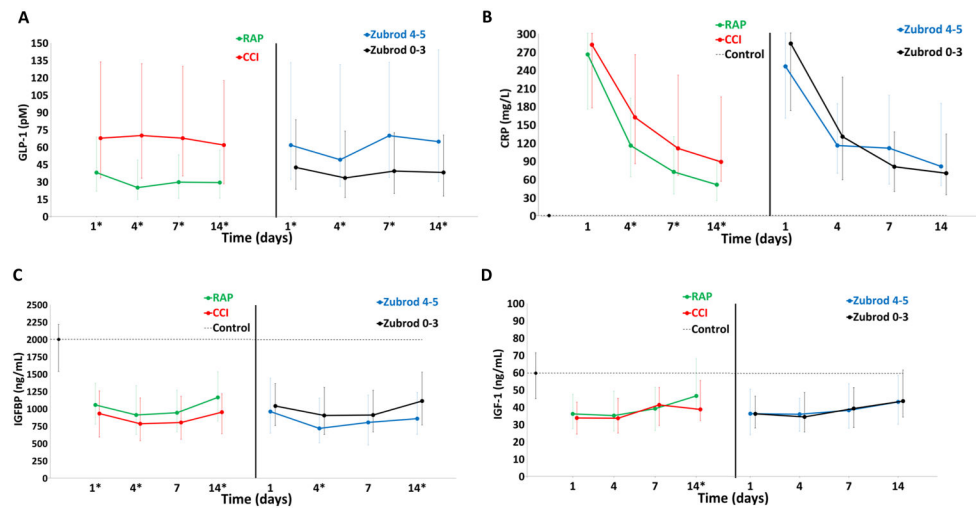 A
RAP
CCI
Zubrod 4-5
Zubrod 0-3
GLP-1 (pM)
150
135
120
105
90
75
60
45
30
15
0
1* 4* 7* 14* 1* 4* 7* 14*
Time (days)
B
RAP
CCI
Control
Zubrod 4-5
Zubrod 0-3
CRP (mg/L)
300
270
240
210
180
150
120
90
60
30
0
1 4* 7* 14* 1 4 7 14
Time (days)
C
RAP
CCI
Control
Zubrod 4-5
Zubrod 0-3
IGFBP (ng/mL)
2500
2250
2000
1750
1500
1250
1000
750
500
250
0
1* 4* 7 14* 1 4* 7 14*
Time (days)
D
RAP
CCI
Control
Zubrod 4-5
Zubrod 0-3
IGF-1 (ng/mL)
100
90
80
70
60
50
40
30
20
10
0
1 4 7 14* 1 4 7 14
Time (days)